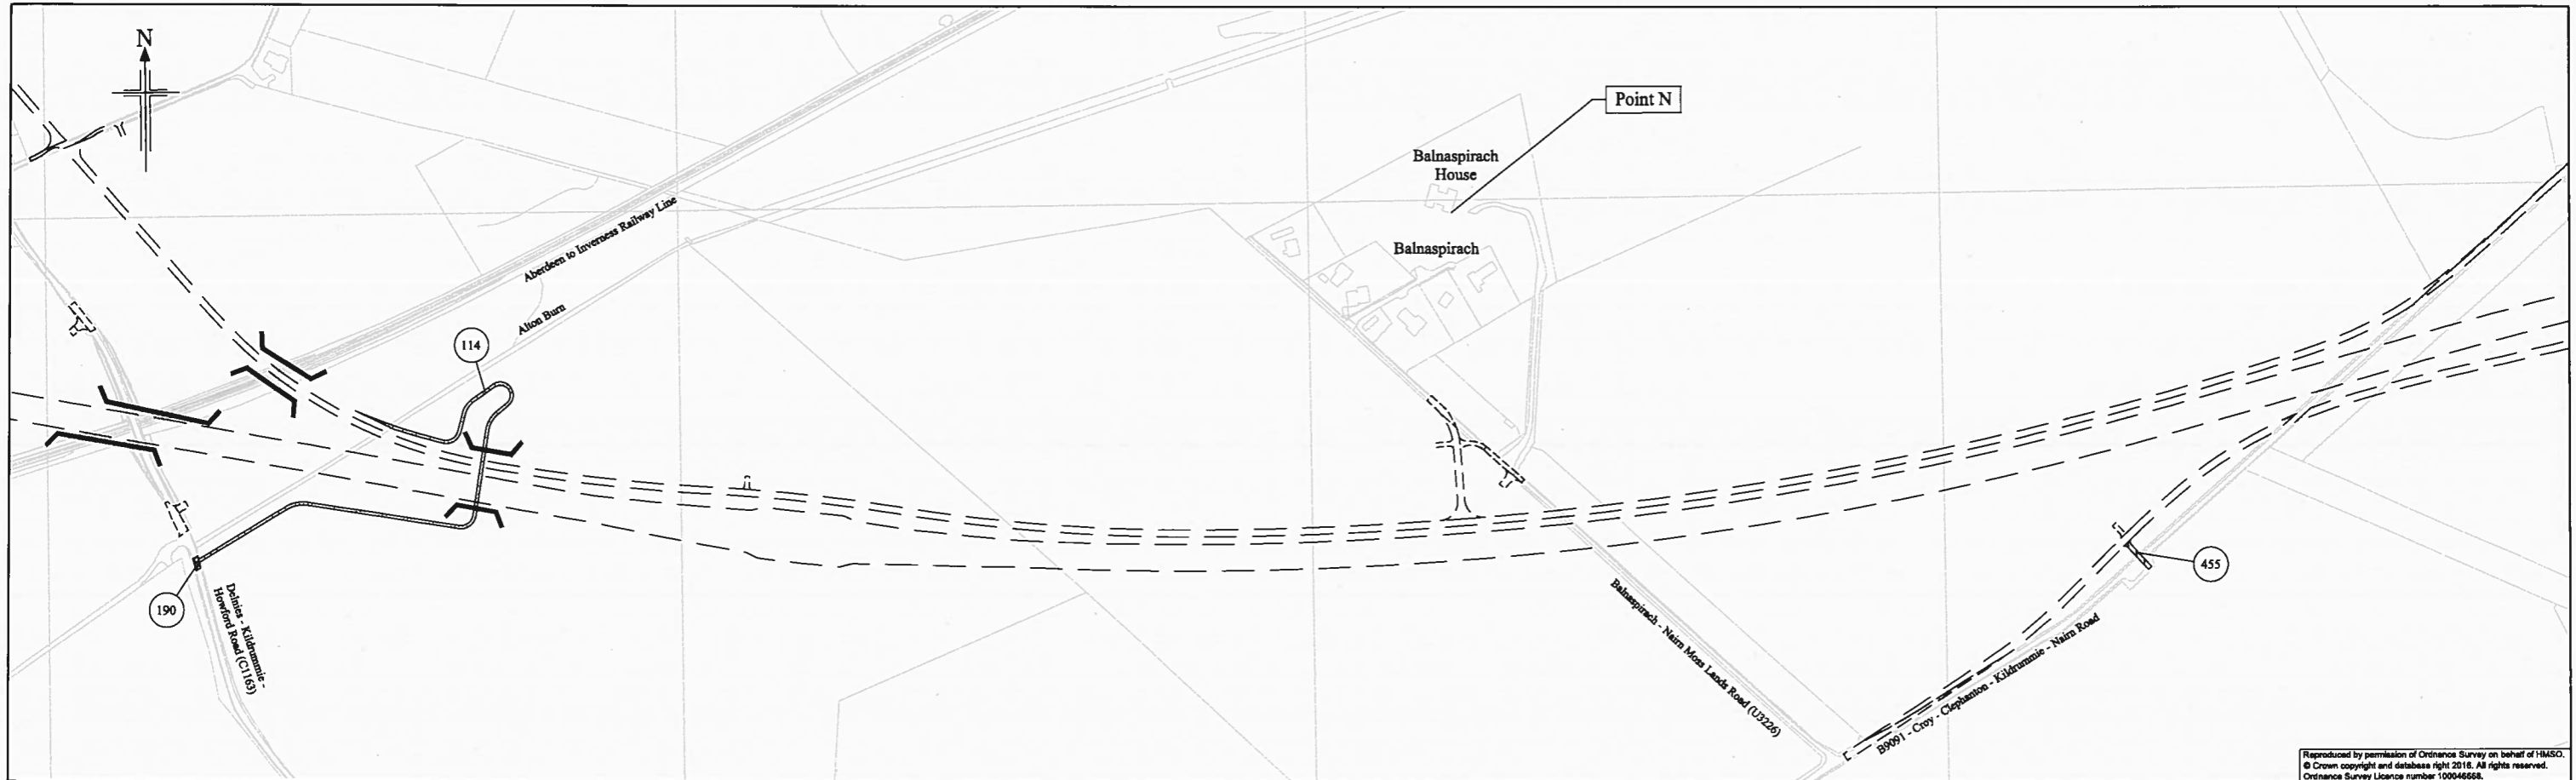 N
Point N
Balnaspirach
House
Balnaspirach
Aberdeen to Inverness Railway Line
Alton Burn
114
190
Delnies - Kildrummie -
Howford Road (C1163)
455
Balnaspirach - Nairn Moss Lands Road (U3226)
B9091 - Croy - Clephanton - Kildrummie - Nairn Road
Reproduced by permission of Ordnance Survey on behalf of HMSO.
© Crown copyright and database right 2016. All rights reserved.
Ordnance Survey Licence number 100046668.